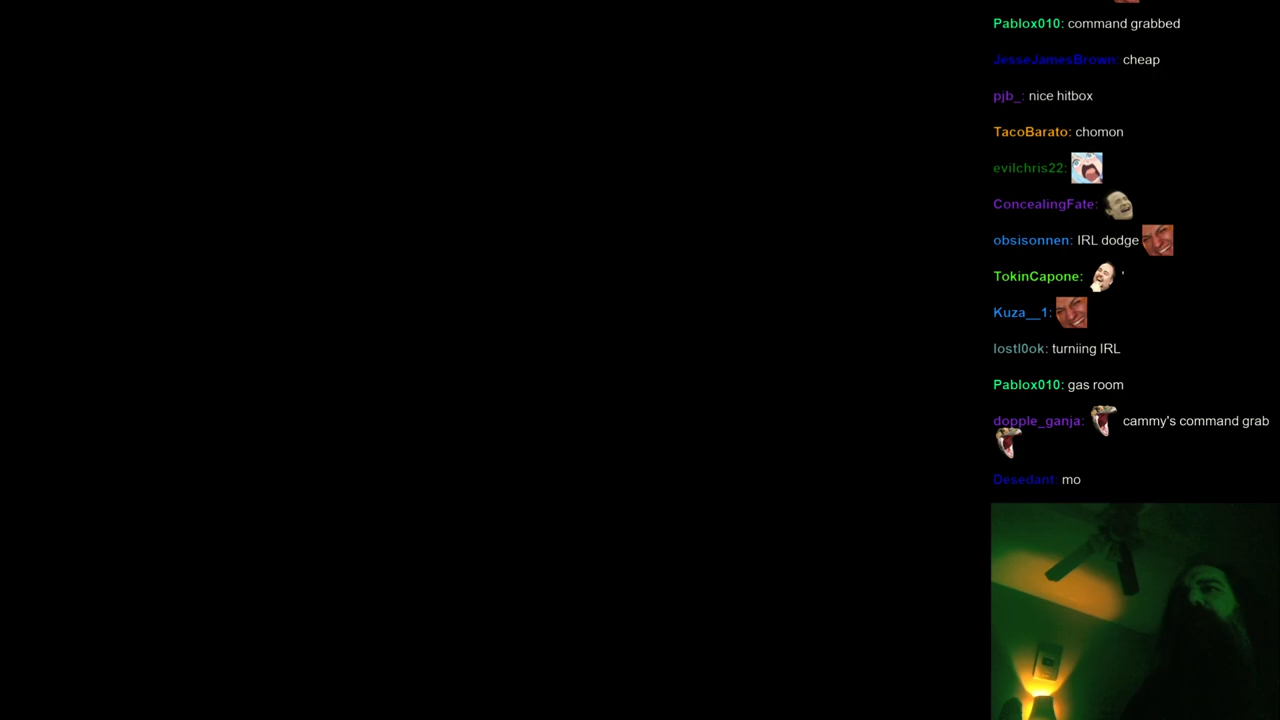 Pablox010: command grabbed
JesseJamesBrown: cheap
pjb_: nice hitbox
TacoBarato: chomon
evilchris22:
ConcealingFate:
obsisonnen: IRL dodge
TokinCapone: '
Kuza__1:
lostl0ok: turniing IRL
Pablox010: gas room
dopple_ganja: cammy's command grab
Desedant: mo